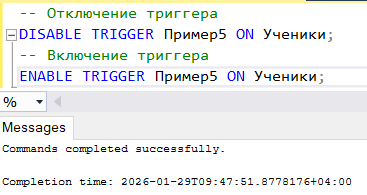 -- Отключение триггера
DISABLE TRIGGER Пример5 ON Ученики;
-- Включение триггера
ENABLE TRIGGER Пример5 ON Ученики;
%
Messages
Commands completed successfully.
Completion time: 2026-01-29T09:47:51.8778176+04:00